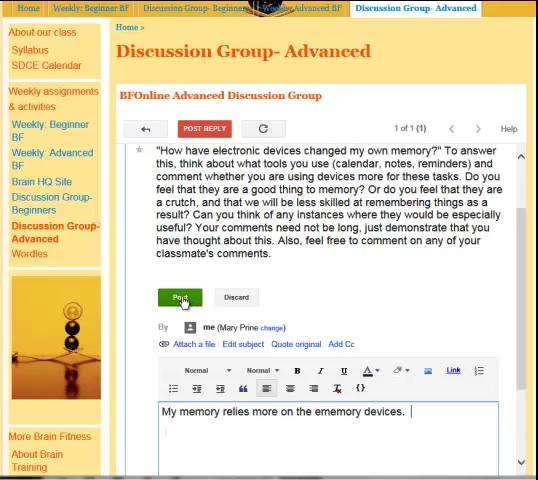 Home Weekly: Beginner BF Discussion Group- Beginners Weekly: Advanced BF Discussion Group- Advanced
About our class
Syllabus
SDCE Calendar
Weekly assignments
& activities
Weekly: Beginner
BF
Weekly: Advanced
BF
Brain HQ Site
Discussion Group-
Beginners
Discussion Group-
Advanced
Wordles
More Brain Fitness
About Brain
Training
Home >
Discussion Group- Advanced
BFOnline Advanced Discussion Group
POST REPLY 1 of 1 (1) Help
"How have electronic devices changed my own memory?" To answer
this, think about what tools you use (calendar, notes, reminders) and
comment whether you are using devices more for these tasks. Do you
feel that they are a good thing to memory? Or do you feel that they are
a crutch, and that we will be less skilled at remembering things as a
result? Can you think of any instances where they would be especially
useful? Your comments need not be long, just demonstrate that you
have thought about this. Also, feel free to comment on any of your
classmate's comments.
Post Discard
By me (Mary Prine change)
Attach a file Edit subject Quote original Add Cc
Normal Normal B I U A Link
{}
My memory relies more on the ememory devices.